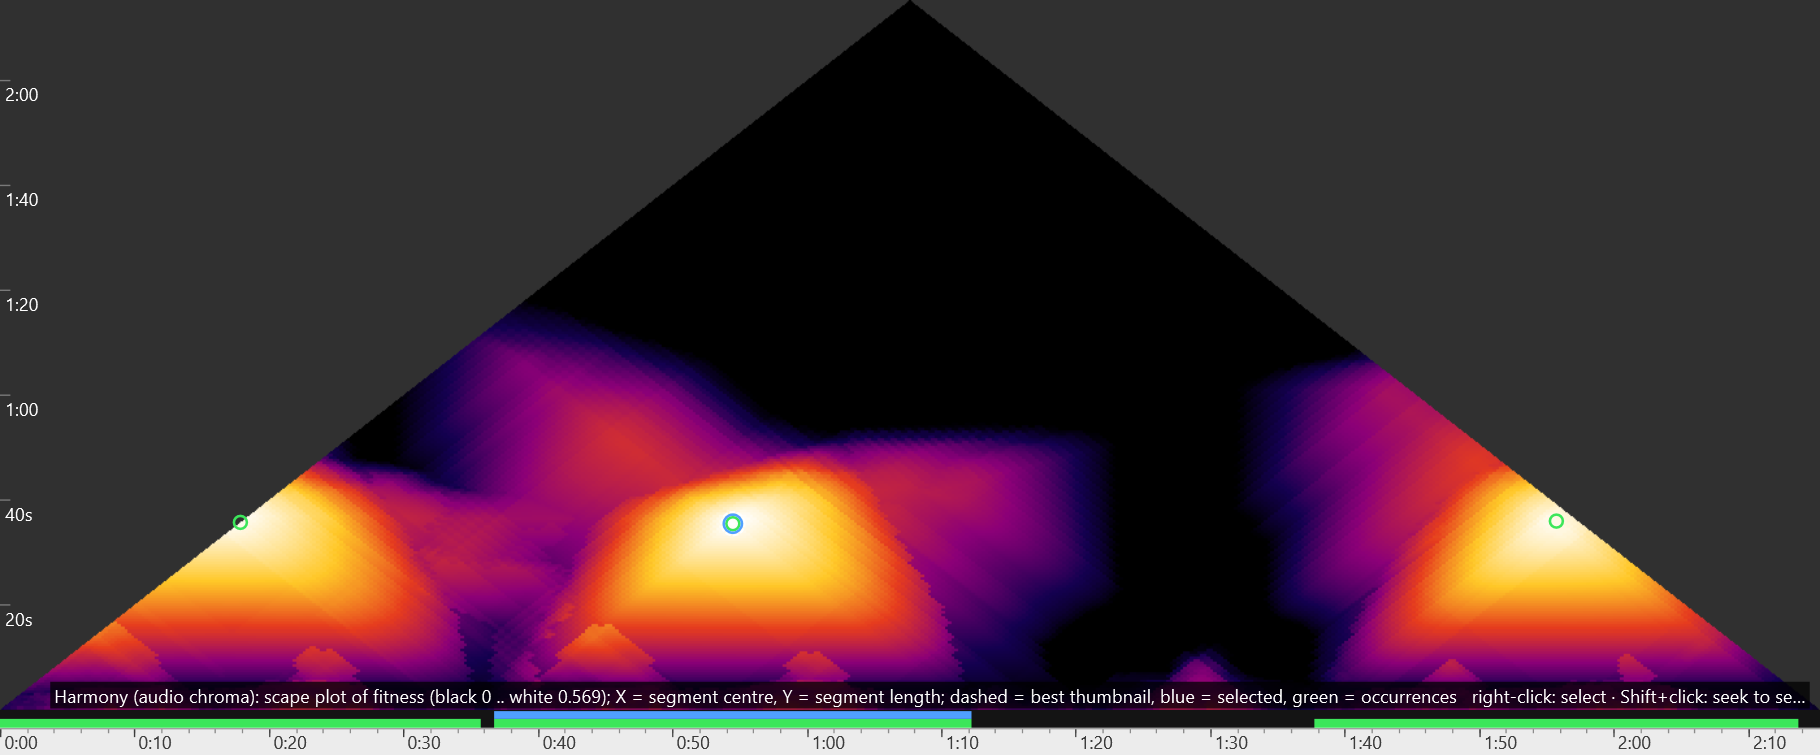 2:00
1:40
1:20
1:00
40s
20s
Harmony (audio chroma): scape plot of fitness (black 0 .. white 0.569); X = segment centre, Y = segment length; dashed = best thumbnail, blue = selected, green = occurrences   right-click: select · Shift+click: seek to se...
0:00 0:10 0:20 0:30 0:40 0:50 1:00 1:10 1:20 1:30 1:40 1:50 2:00 2:10